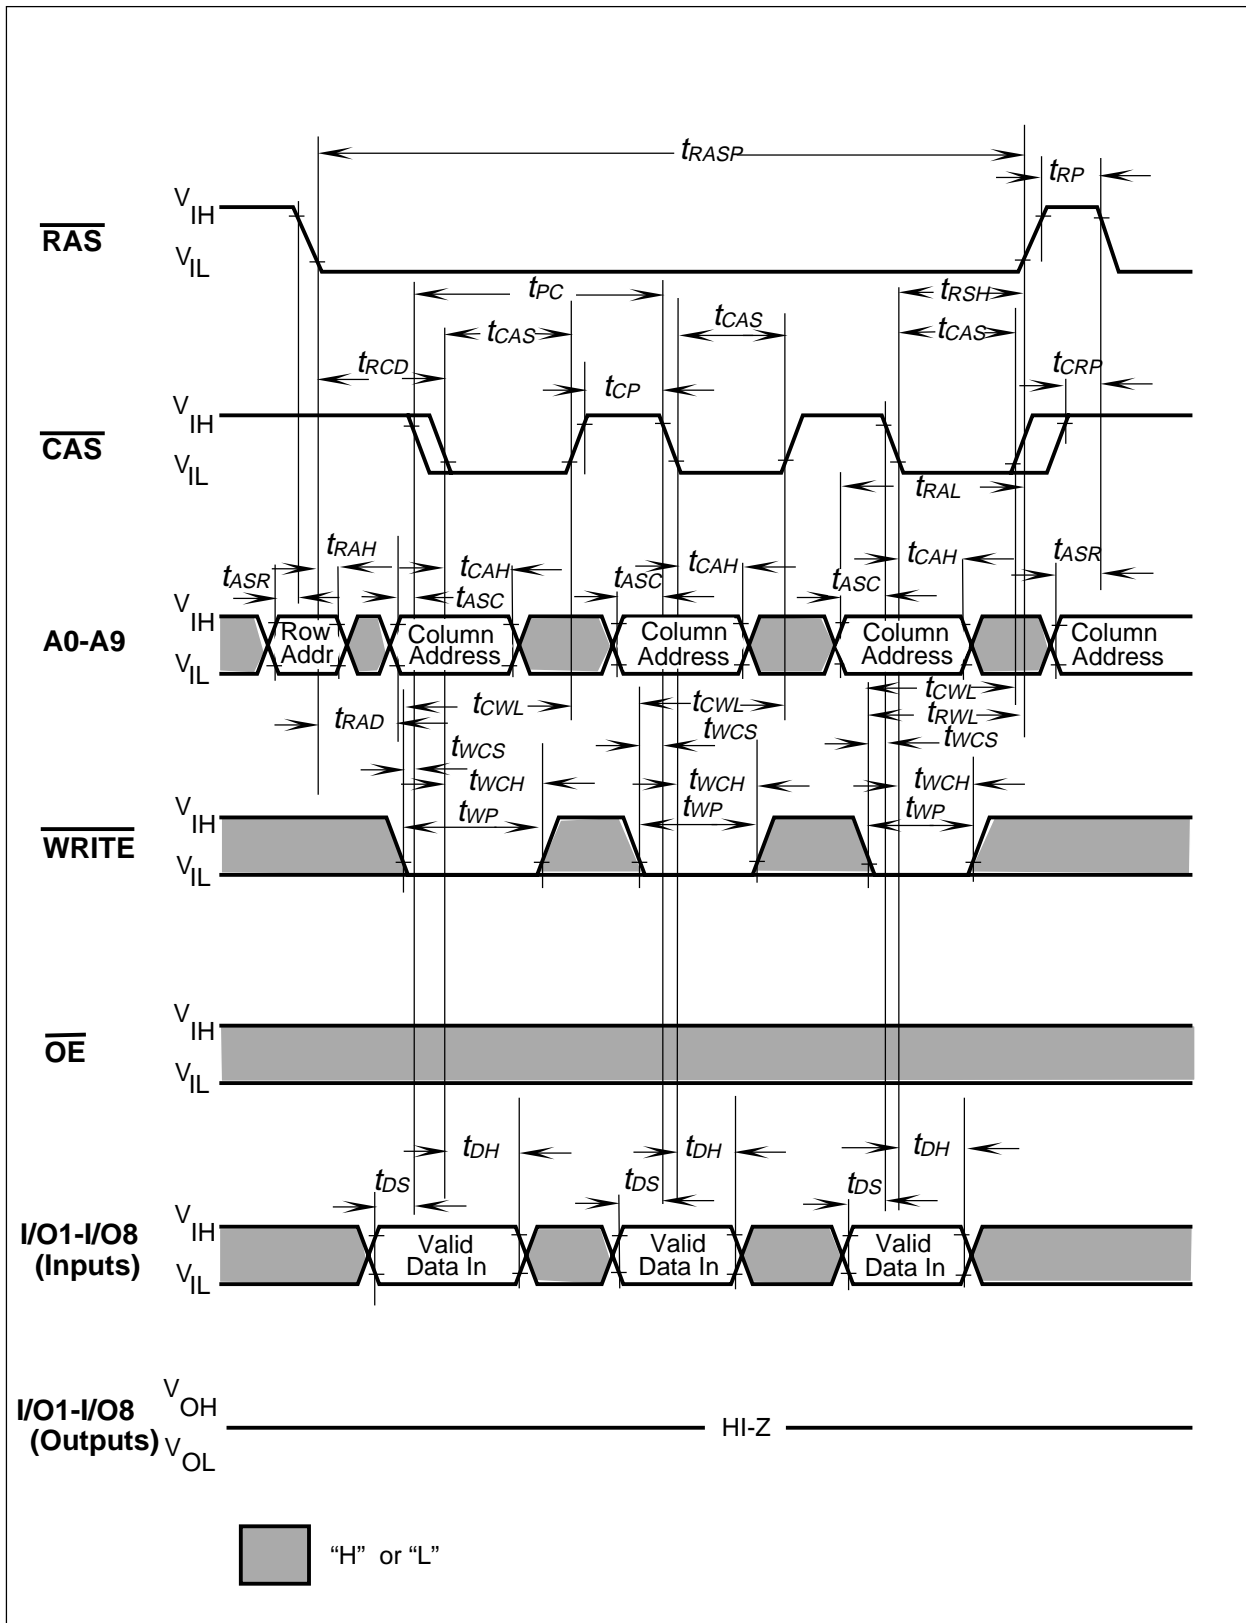 tRASP
tRP
VIH
RAS
VIL
tPC
tRSH
tCAS
tCAS
tCAS
tRCD
tCP
tCRP
VIH
CAS
VIL
tRAL
tRAH
tCAH
tCAH
tCAH
tASR
tASR
tASC
tASC
tASC
VIH
A0-A9
VIL
Row
Addr
Column
Address
Column
Address
Column
Address
Column
Address
tCWL
tCWL
tCWL
tRAD
tRWL
tWCS
tWCS
tWCS
tWCH
tWCH
tWCH
tWP
tWP
tWP
VIH
WRITE
VIL
VIH
OE
VIL
tDH
tDH
tDH
tDS
tDS
tDS
VIH
I/O1-I/O8
(Inputs)
VIL
Valid
Data In
Valid
Data In
Valid
Data In
VOH
I/O1-I/O8
(Outputs)
VOL
HI-Z
“H” or “L”